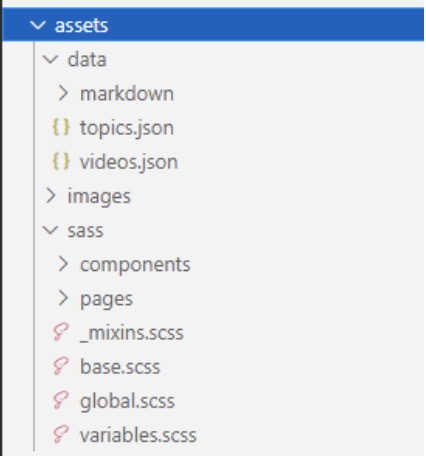 assets
data
markdown
{} topics.json
{} videos.json
images
sass
components
pages
_mixins.scss
base.scss
global.scss
variables.scss